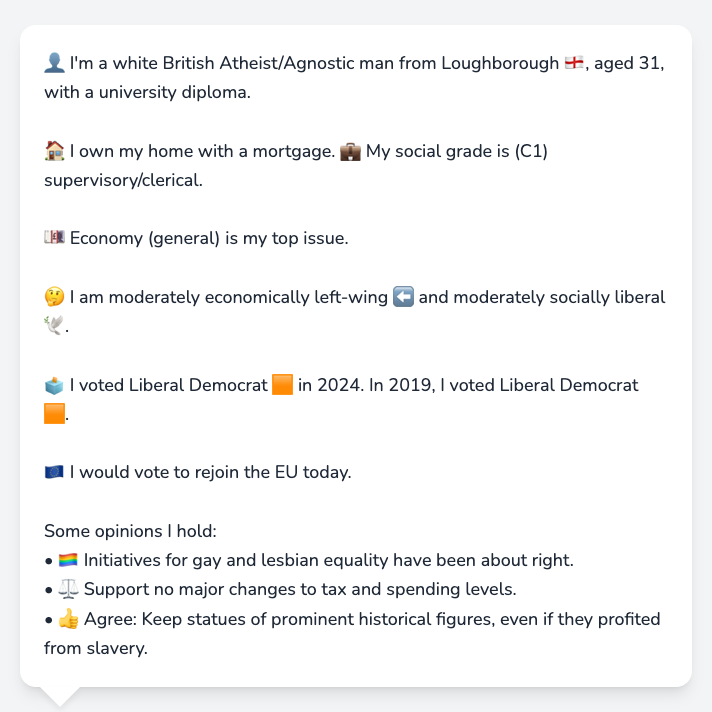 👤 I'm a white British Atheist/Agnostic man from Loughborough 🏴󠁧󠁢󠁥󠁮󠁧󠁿, aged 31,
with a university diploma.
🏠 I own my home with a mortgage. 💼 My social grade is (C1)
supervisory/clerical.
💷 Economy (general) is my top issue.
🤔 I am moderately economically left-wing ⬅️ and moderately socially liberal
🕊️.
🗳️ I voted Liberal Democrat 🟧 in 2024. In 2019, I voted Liberal Democrat
🟧.
🇪🇺 I would vote to rejoin the EU today.
Some opinions I hold:
• 🏳️‍🌈 Initiatives for gay and lesbian equality have been about right.
• ⚖️ Support no major changes to tax and spending levels.
• 👍 Agree: Keep statues of prominent historical figures, even if they profited
from slavery.